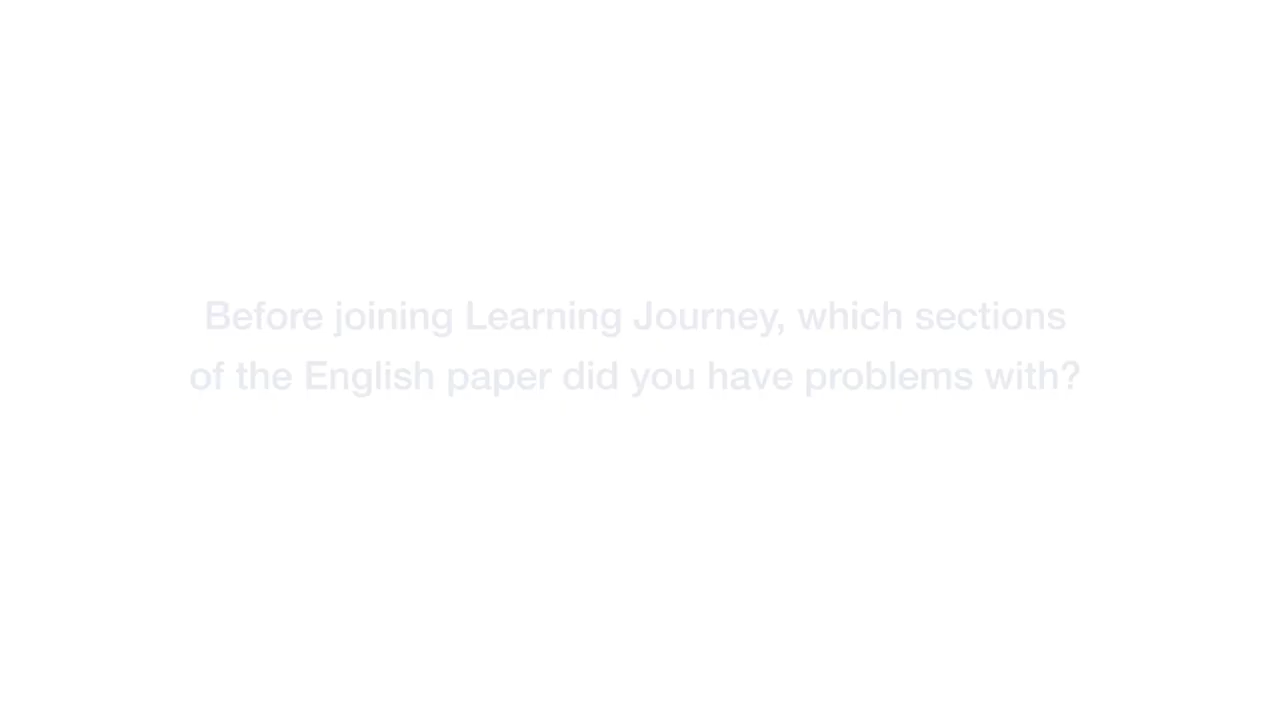 Before joining Learning Journey, which sections
of the English paper did you have problems with?